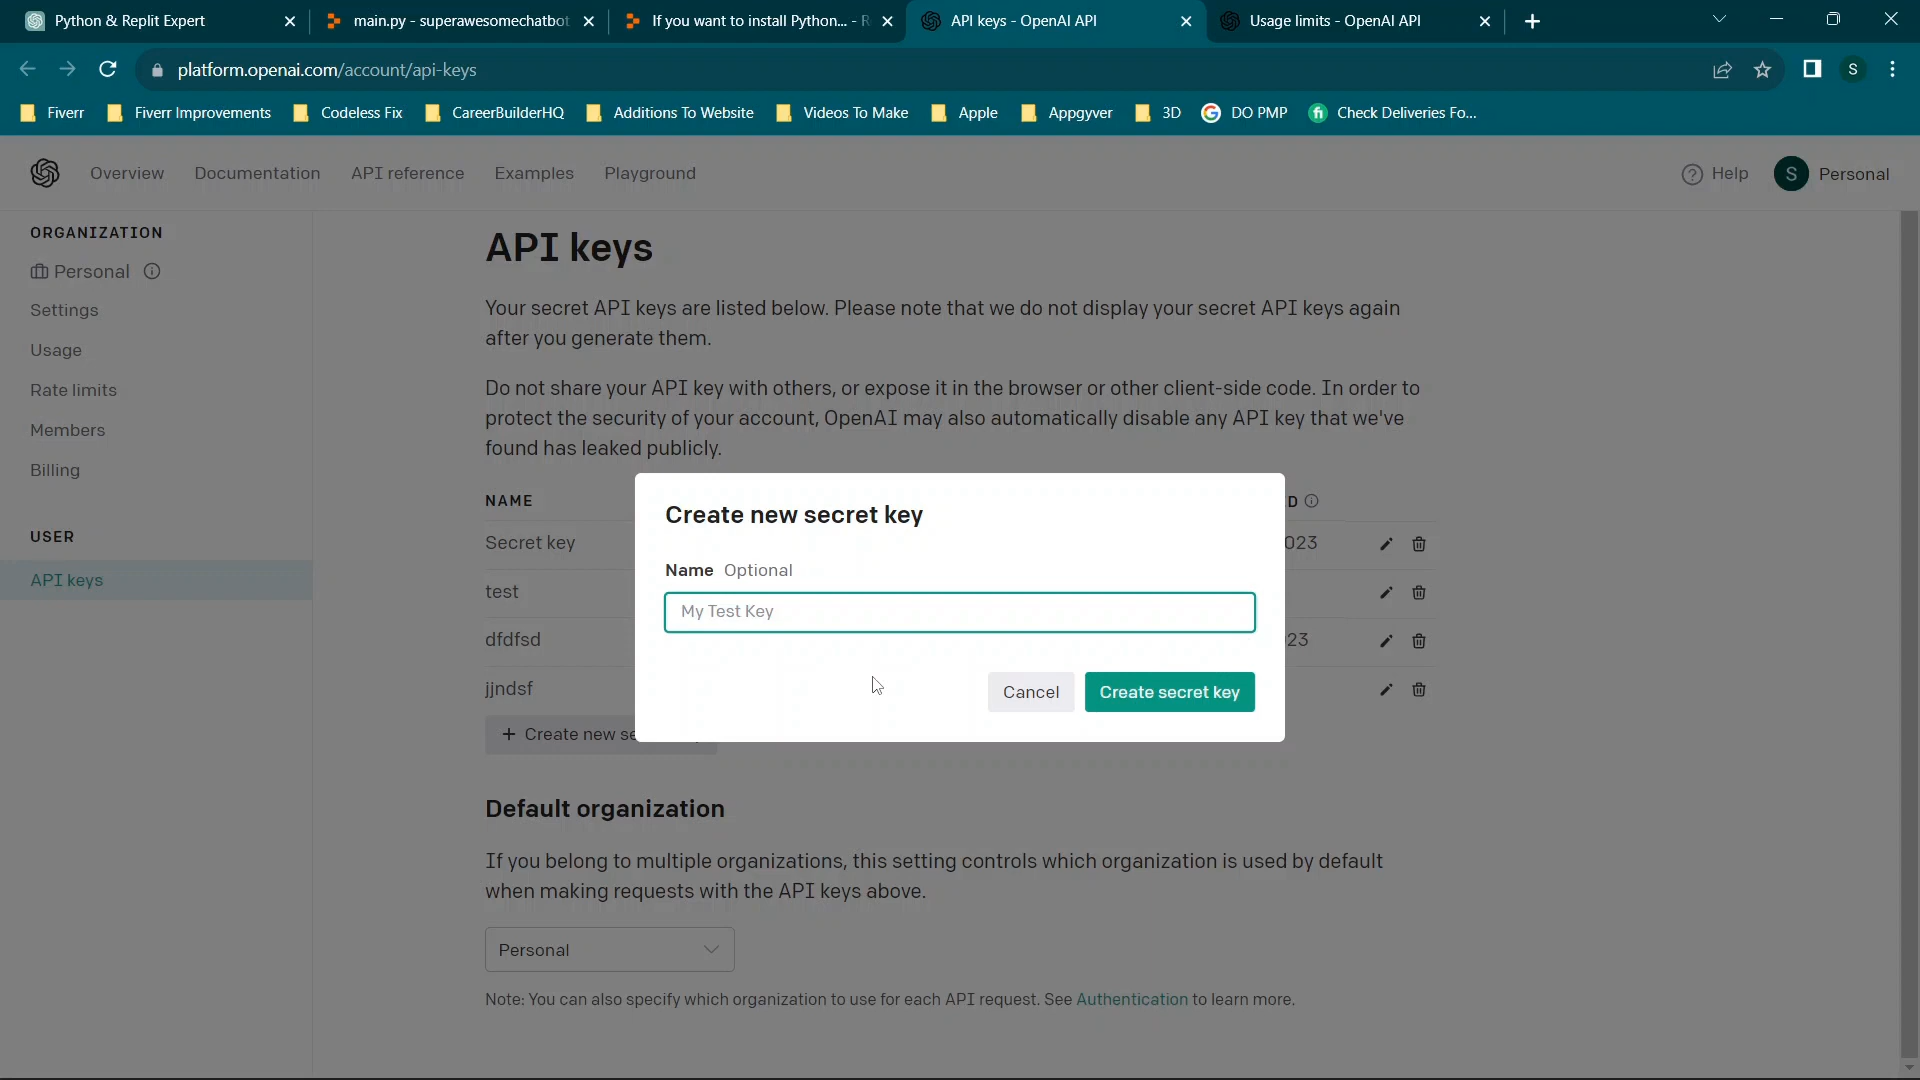 Python & Replit Expert
main.py - superawesomechatbot
If you want to install Python... - R
API keys - OpenAI API
Usage limits - OpenAI API
platform.openai.com/account/api-keys
S
Fiverr
Fiverr Improvements
Codeless Fix
CareerBuilderHQ
Additions To Website
Videos To Make
Apple
Appgyver
3D
DO PMP
Check Deliveries Fo...
Overview
Documentation
API reference
Examples
Playground
Help
S
Personal
ORGANIZATION
Personal
Settings
Usage
Rate limits
Members
Billing
USER
API keys
API keys
Your secret API keys are listed below. Please note that we do not display your secret API keys again
after you generate them.
Do not share your API key with others, or expose it in the browser or other client-side code. In order to
protect the security of your account, OpenAI may also automatically disable any API key that we've
found has leaked publicly.
NAME
D
Secret key
023
test
dfdfsd
23
jjndsf
+ Create new se
Create new secret key
Name Optional
My Test Key
Cancel
Create secret key
Default organization
If you belong to multiple organizations, this setting controls which organization is used by default
when making requests with the API keys above.
Personal
Note: You can also specify which organization to use for each API request. See Authentication to learn more.